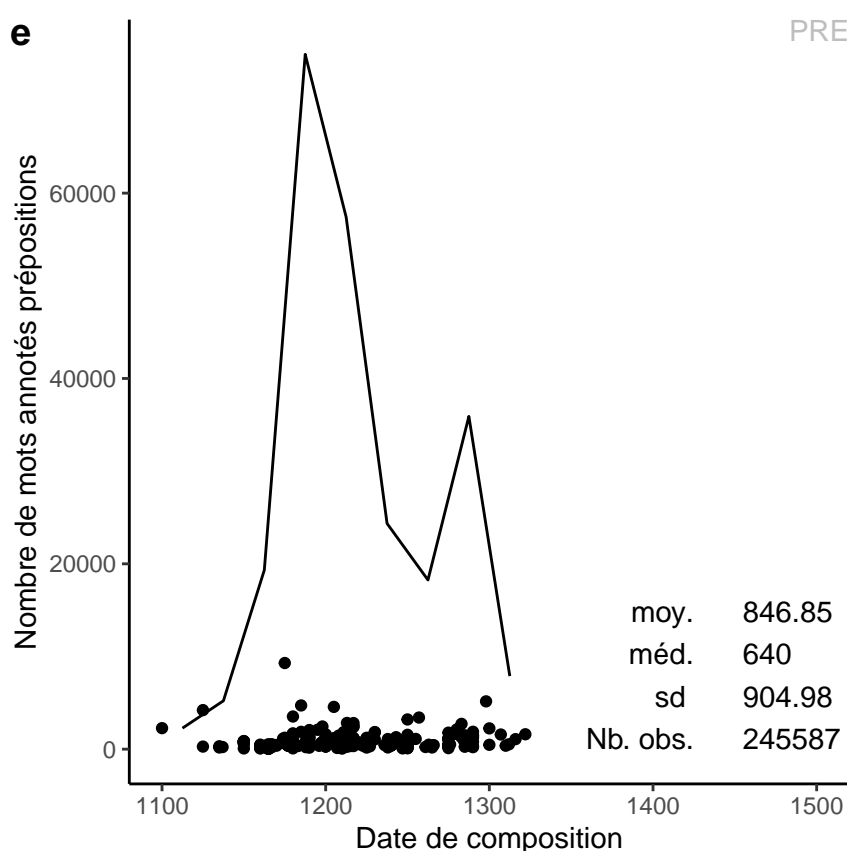 e
PRE
Nombre de mots annotés prépositions
60000
40000
20000
0
moy. 846.85
méd. 640
sd 904.98
Nb. obs. 245587
1100 1200 1300 1400 1500
Date de composition